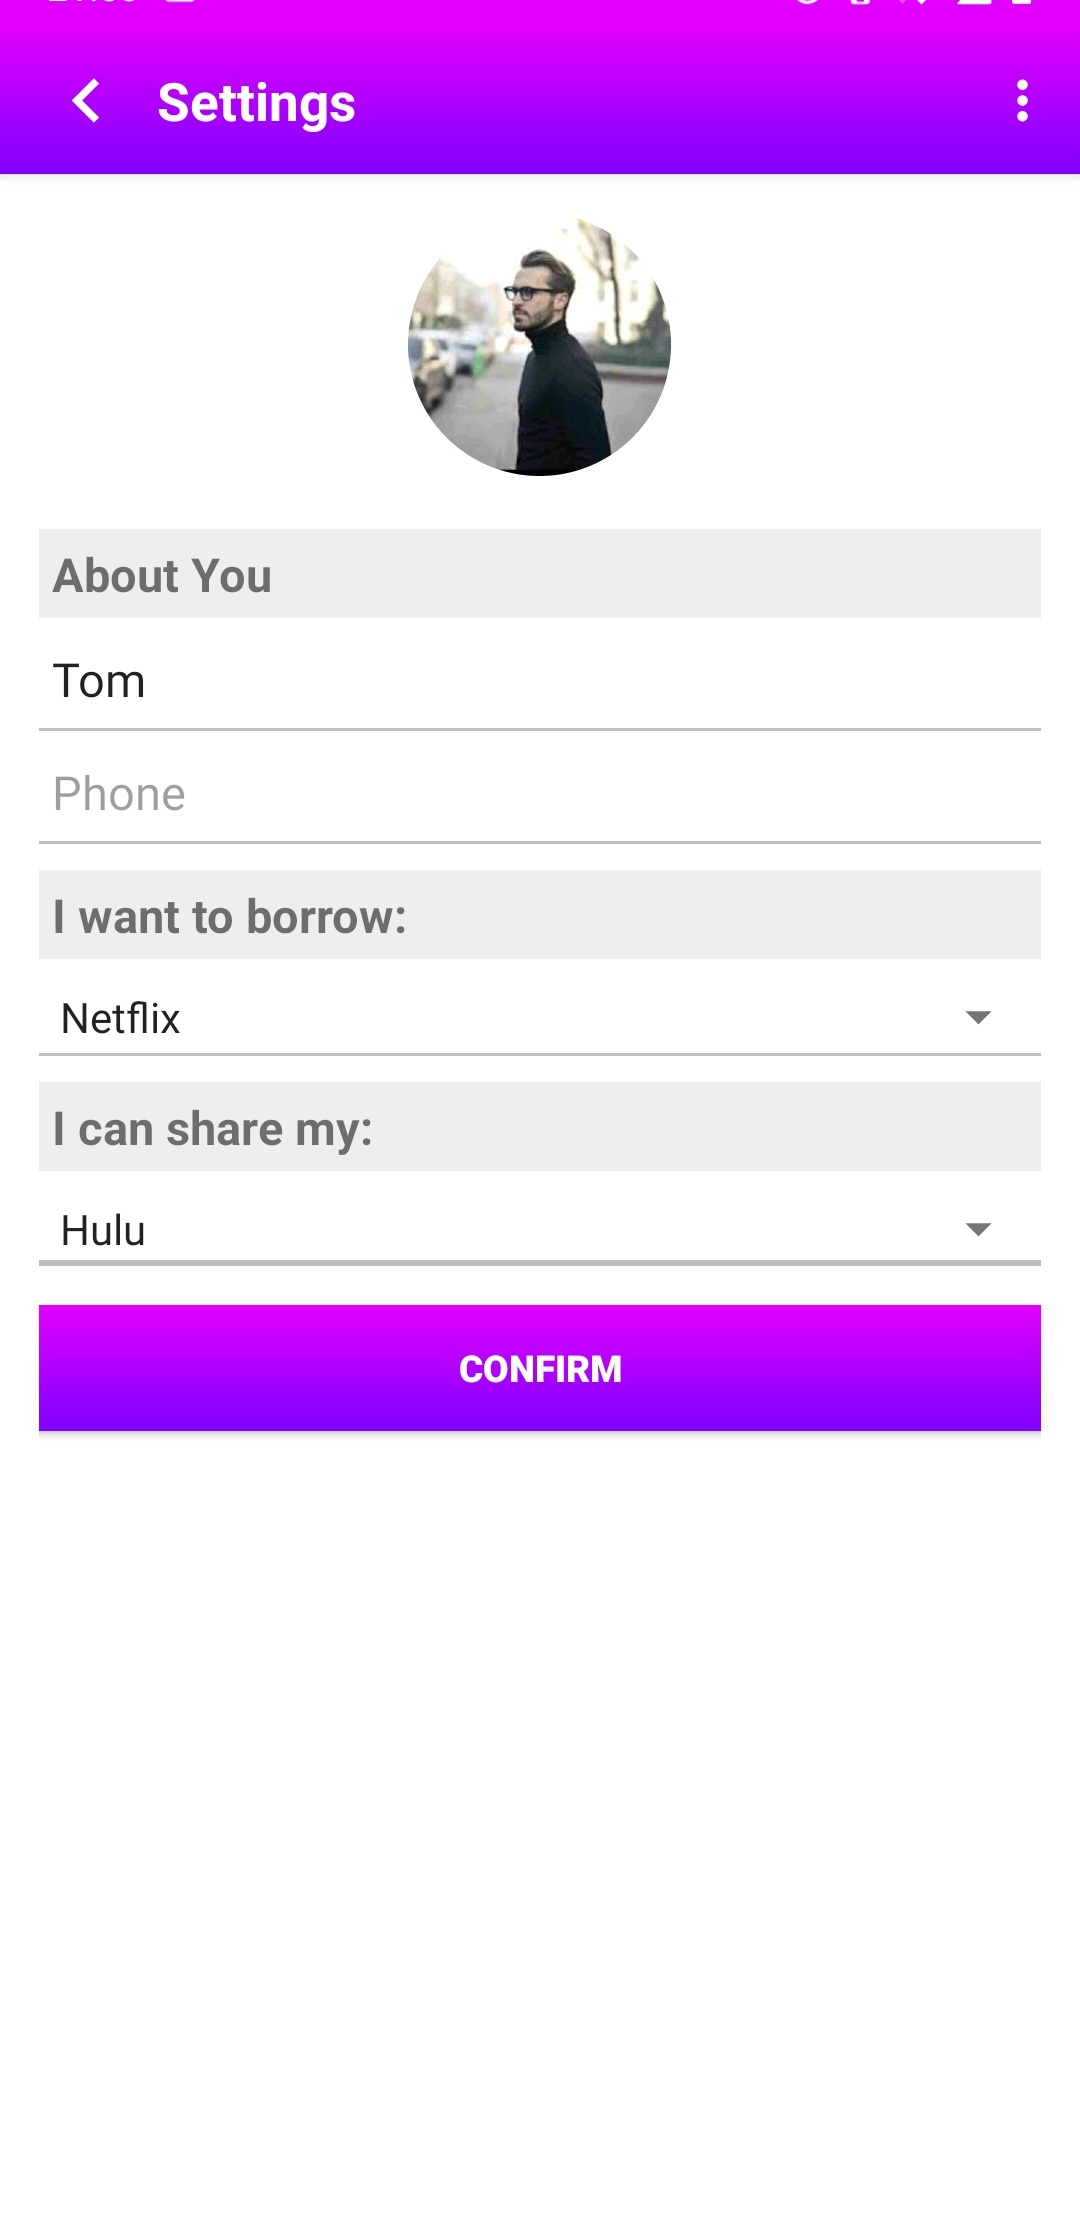 Settings
About You
Tom
Phone
I want to borrow:
Netflix
I can share my:
Hulu
CONFIRM